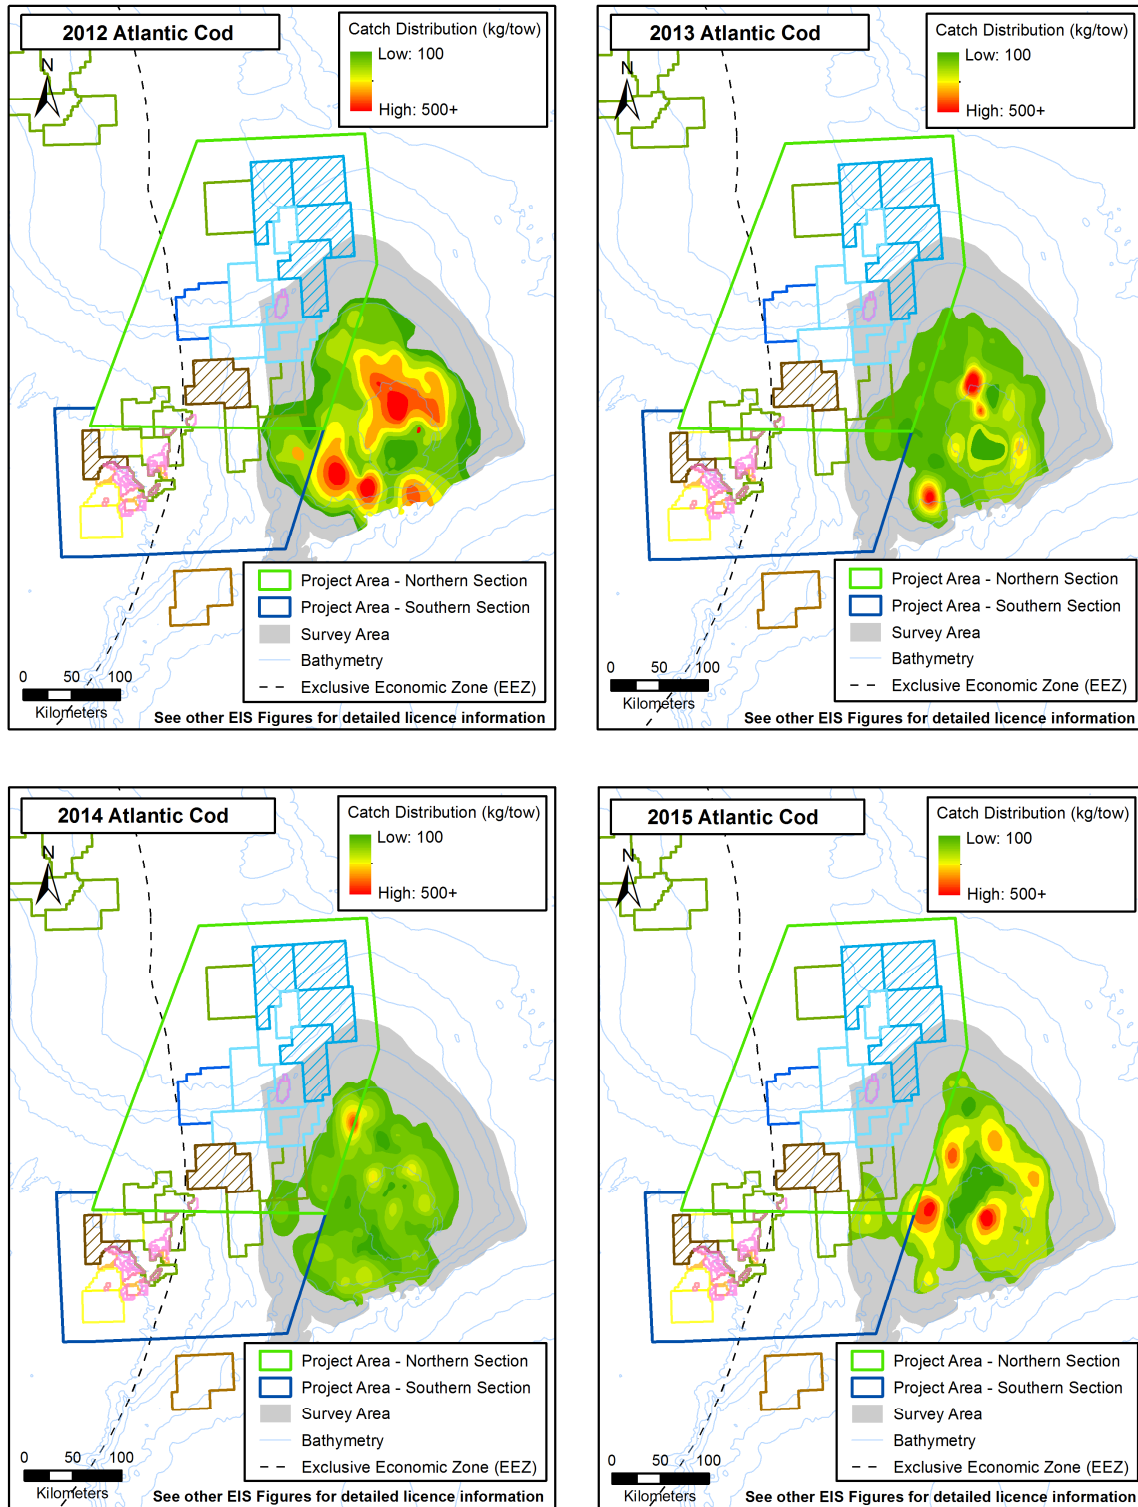 2012 Atlantic Cod
Catch Distribution (kg/tow)
Low: 100
High: 500+
N
Project Area - Northern Section
Project Area - Southern Section
Survey Area
Bathymetry
Exclusive Economic Zone (EEZ)
0 50 100
Kilometers
See other EIS Figures for detailed licence information
2013 Atlantic Cod
Catch Distribution (kg/tow)
Low: 100
High: 500+
N
Project Area - Northern Section
Project Area - Southern Section
Survey Area
Bathymetry
Exclusive Economic Zone (EEZ)
0 50 100
Kilometers
See other EIS Figures for detailed licence information
2014 Atlantic Cod
Catch Distribution (kg/tow)
Low: 100
High: 500+
N
Project Area - Northern Section
Project Area - Southern Section
Survey Area
Bathymetry
Exclusive Economic Zone (EEZ)
0 50 100
Kilometers
See other EIS Figures for detailed licence information
2015 Atlantic Cod
Catch Distribution (kg/tow)
Low: 100
High: 500+
N
Project Area - Northern Section
Project Area - Southern Section
Survey Area
Bathymetry
Exclusive Economic Zone (EEZ)
0 50 100
Kilometers
See other EIS Figures for detailed licence information